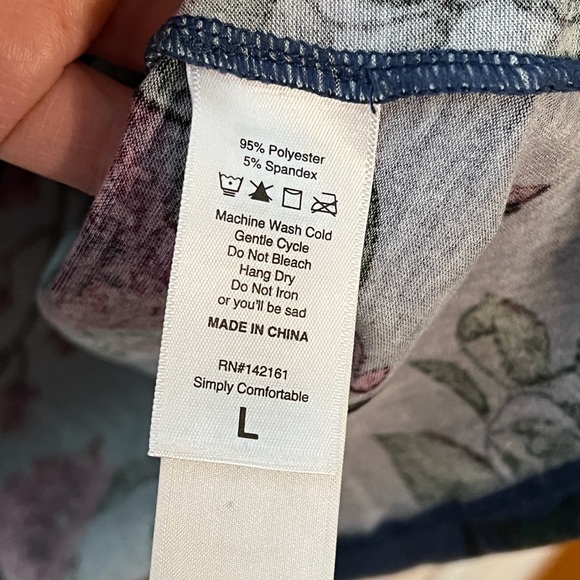 95% Polyester
5% Spandex
Machine Wash Cold
Gentle Cycle
Do Not Bleach
Hang Dry
Do Not Iron
or you'll be sad
MADE IN CHINA
RN#142161
Simply Comfortable
L